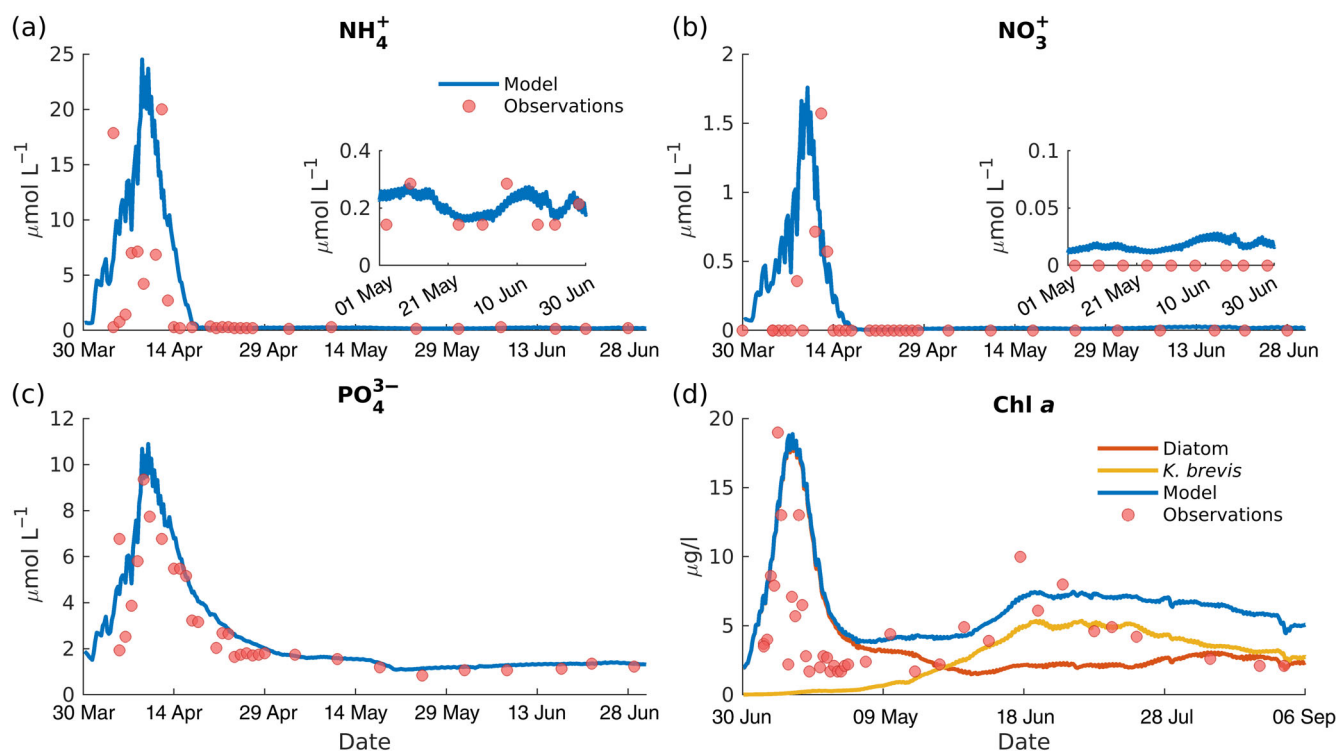 (a) NH₄⁺
25
20
15
10
5
0
μmol L⁻¹
Model
Observations
0.4
0.2
0
μmol L⁻¹
01 May 21 May 10 Jun 30 Jun
30 Mar 14 Apr 29 Apr 14 May 29 May 13 Jun 28 Jun
(b) NO₃⁺
2
1.5
1
0.5
0
μmol L⁻¹
0.1
0.05
0
μmol L⁻¹
01 May 21 May 10 Jun 30 Jun
30 Mar 14 Apr 29 Apr 14 May 29 May 13 Jun 28 Jun
(c) PO₄³⁻
12
10
8
6
4
2
0
μmol L⁻¹
30 Mar 14 Apr 29 Apr 14 May 29 May 13 Jun 28 Jun
Date
(d) Chl a
20
15
10
5
0
μg/l
Diatom
K. brevis
Model
Observations
30 Jun 09 May 18 Jun 28 Jul 06 Sep
Date